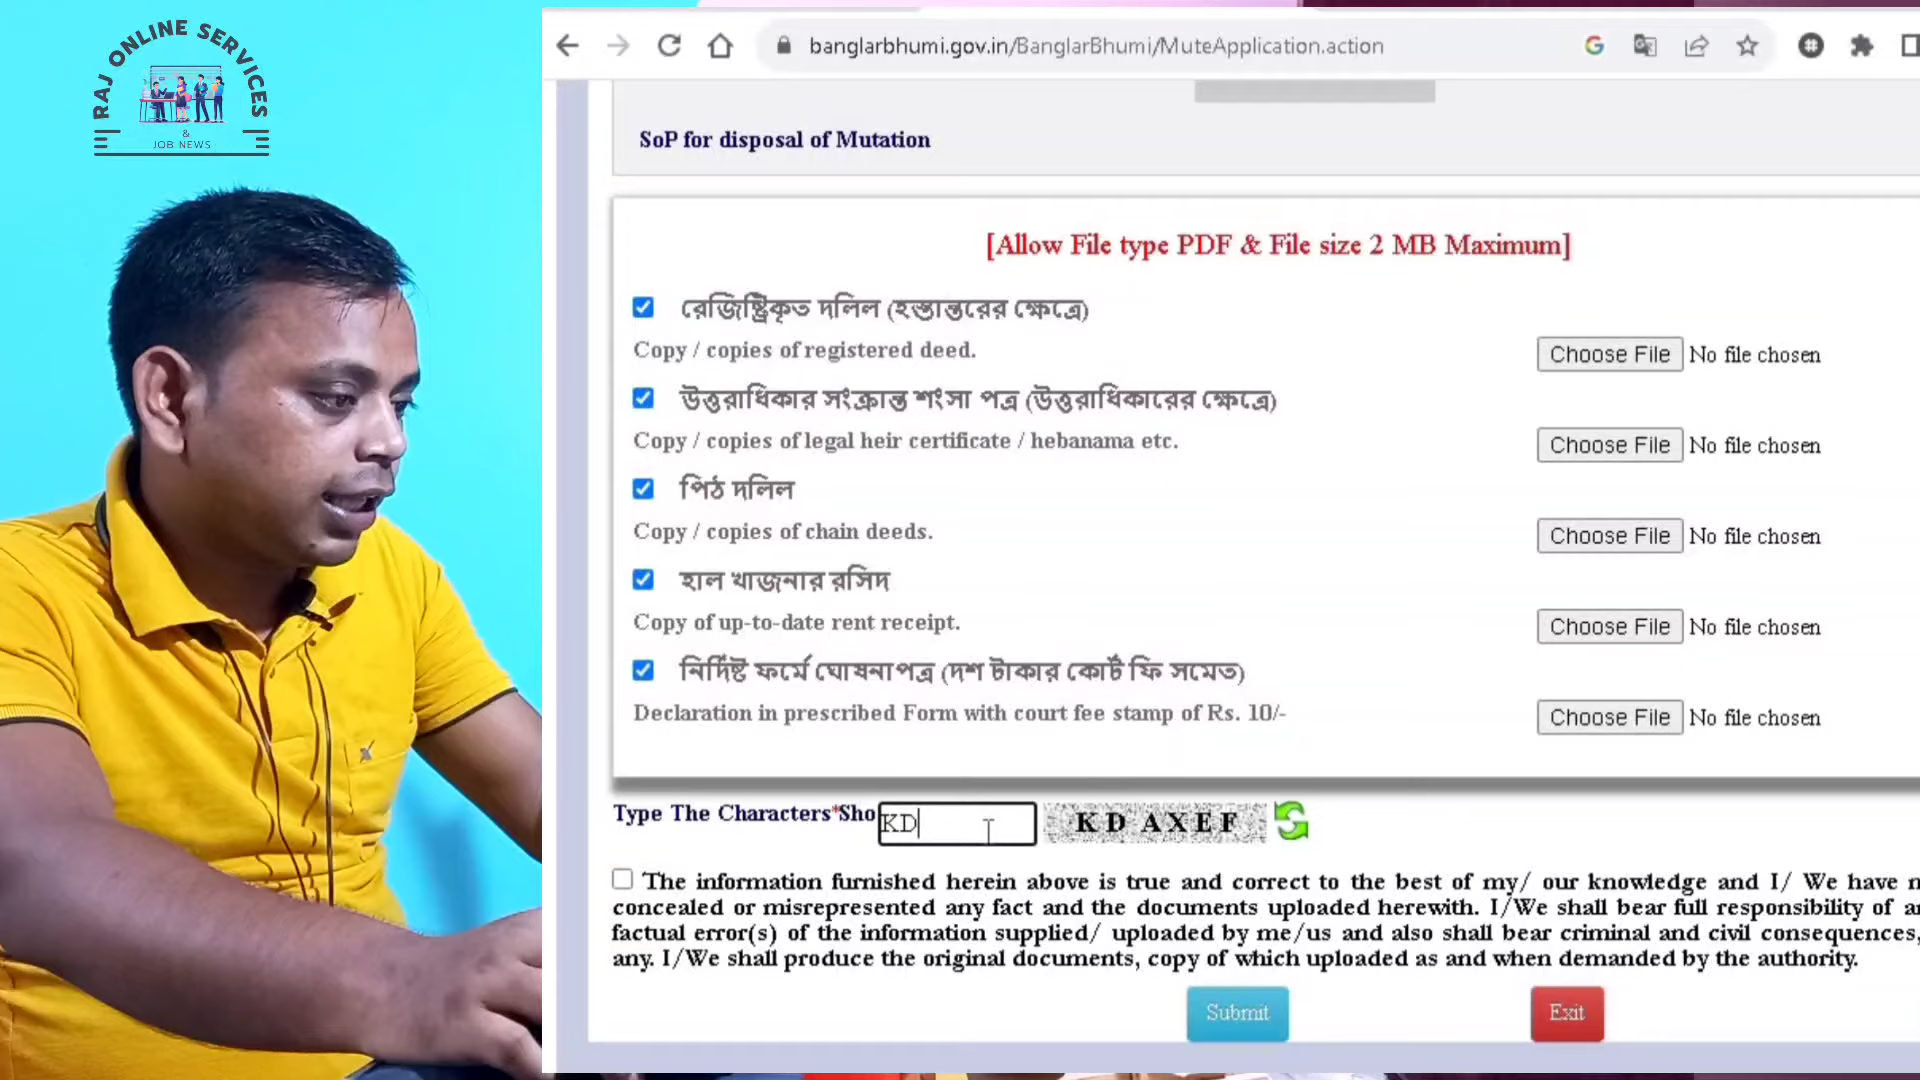 RAJ ONLINE SERVICES
&
JOB NEWS
banglarbhumi.gov.in/BanglarBhumi/MuteApplication.action
SoP for disposal of Mutation
[Allow File type PDF & File size 2 MB Maximum]
রেজিষ্ট্রিকৃত দলিল (হস্তান্তরের ক্ষেত্রে)
Copy / copies of registered deed.
Choose File No file chosen
উত্তরাধিকার সংক্রান্ত শংসা পত্র (উত্তরাধিকারের ক্ষেত্রে)
Copy / copies of legal heir certificate / hebanama etc.
Choose File No file chosen
পিঠ দলিল
Copy / copies of chain deeds.
Choose File No file chosen
হাল খাজনার রসিদ
Copy of up-to-date rent receipt.
Choose File No file chosen
নির্দিষ্ট ফর্মে ঘোষনাপত্র (দশ টাকার কোর্ট ফি সমেত)
Declaration in prescribed Form with court fee stamp of Rs. 10/-
Choose File No file chosen
Type The Characters*Sho KD K D A X E F
The information furnished herein above is true and correct to the best of my/ our knowledge and I/ We have
concealed or misrepresented any fact and the documents uploaded herewith. I/We shall bear full responsibility of
factual error(s) of the information supplied/ uploaded by me/us and also shall bear criminal and civil consequences,
any. I/We shall produce the original documents, copy of which uploaded as and when demanded by the authority.
Submit Exit